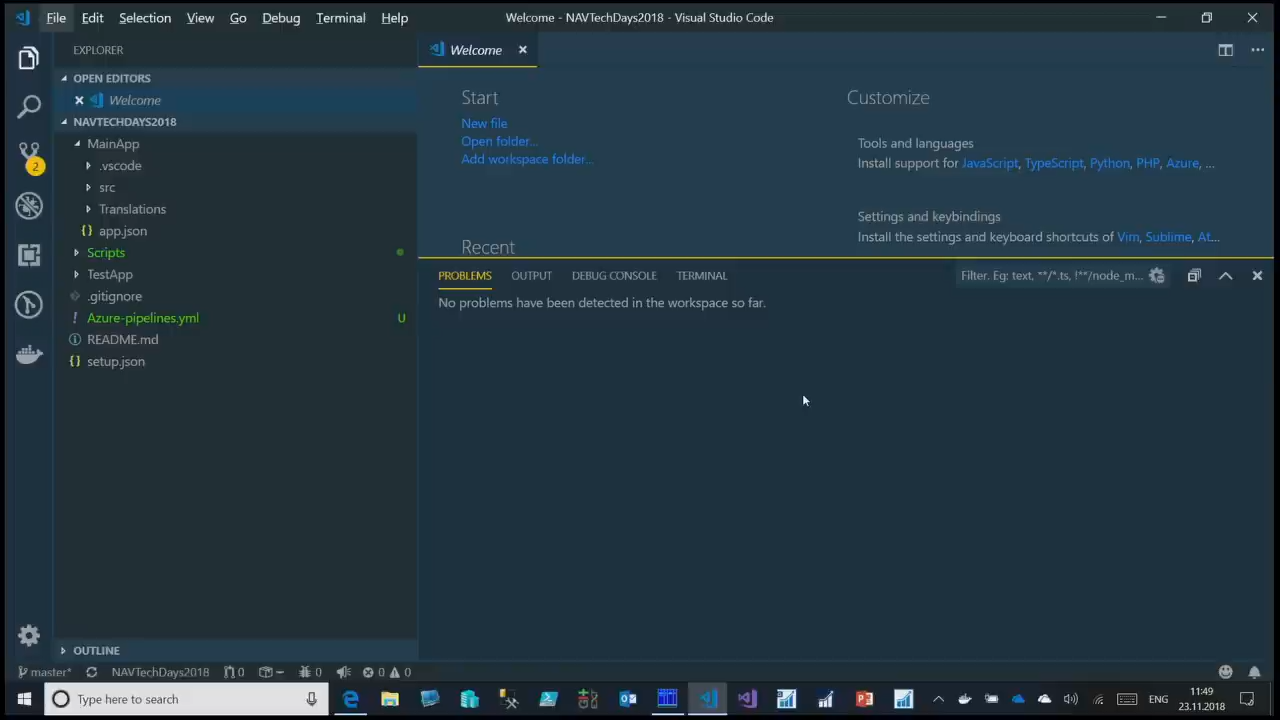 File Edit Selection View Go Debug Terminal Help Welcome - NAVTechDays2018 - Visual Studio Code
EXPLORER
OPEN EDITORS
Welcome
NAVTECHDAYS2018
MainApp
.vscode
src
Translations
app.json
Scripts
TestApp
.gitignore
Azure-pipelines.yml U
README.md
setup.json
OUTLINE
2
Welcome
Start
New file
Open folder...
Add workspace folder...
Recent
Customize
Tools and languages
Install support for JavaScript, TypeScript, Python, PHP, Azure, ...
Settings and keybindings
Install the settings and keyboard shortcuts of Vim, Sublime, At...
PROBLEMS OUTPUT DEBUG CONSOLE TERMINAL Filter. Eg: text, **/*.ts, !**/node_m...
No problems have been detected in the workspace so far.
master* NAVTechDays2018 0 0 0 0
Type here to search
ENG
11:49
23.11.2018